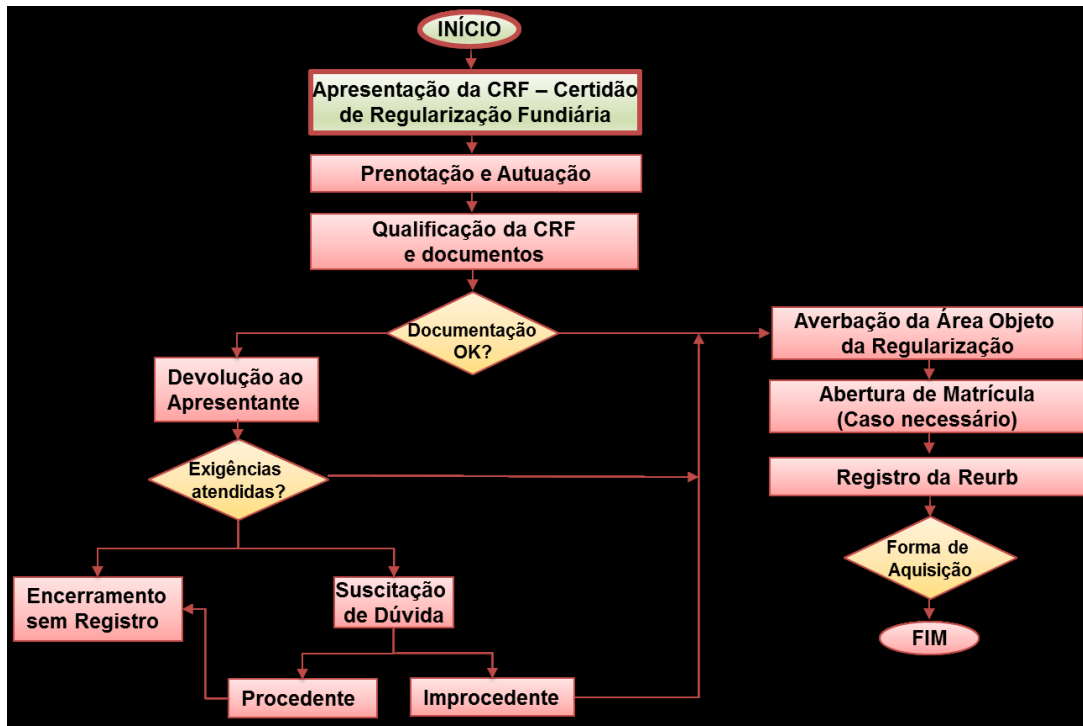 INÍCIO
Apresentação da CRF – Certidão
de Regularização Fundiária
Prenotação e Autuação
Qualificação da CRF
e documentos
Documentação
OK?
Devolução ao
Apresentante
Exigências
atendidas?
Encerramento
sem Registro
Suscitação
de Dúvida
Procedente
Improcedente
Averbação da Área Objeto
da Regularização
Abertura de Matrícula
(Caso necessário)
Registro da Reurb
Forma de
Aquisição
FIM